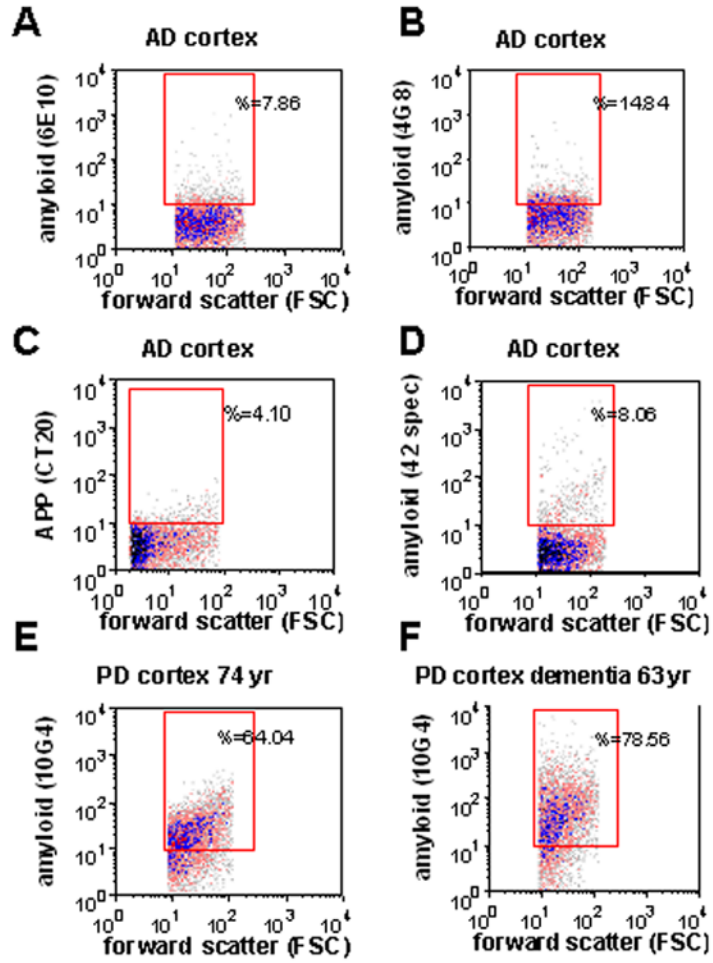 A
AD cortex
amyloid (6E10)
%=7.86
10⁴
10³
10²
10¹
10⁰
10⁰ 10¹ 10² 10³ 10⁴
forward scatter (FSC)
B
AD cortex
amyloid (4G8)
%=14.84
10⁴
10³
10²
10¹
10⁰
10⁰ 10¹ 10² 10³ 10⁴
forward scatter (FSC)
C
AD cortex
APP (CT20)
%=4.10
10⁴
10³
10²
10¹
10⁰
10⁰ 10¹ 10² 10³ 10⁴
forward scatter (FSC)
D
AD cortex
amyloid (42 spec)
%=8.06
10⁴
10³
10²
10¹
10⁰
10⁰ 10¹ 10² 10³ 10⁴
forward scatter (FSC)
E
PD cortex 74 yr
amyloid (10G4)
%=64.04
10⁴
10³
10²
10¹
10⁰
10⁰ 10¹ 10² 10³ 10⁴
forward scatter (FSC)
F
PD cortex dementia 63yr
amyloid (10G4)
%=78.56
10⁴
10³
10²
10¹
10⁰
10⁰ 10¹ 10² 10³ 10⁴
forward scatter (FSC)